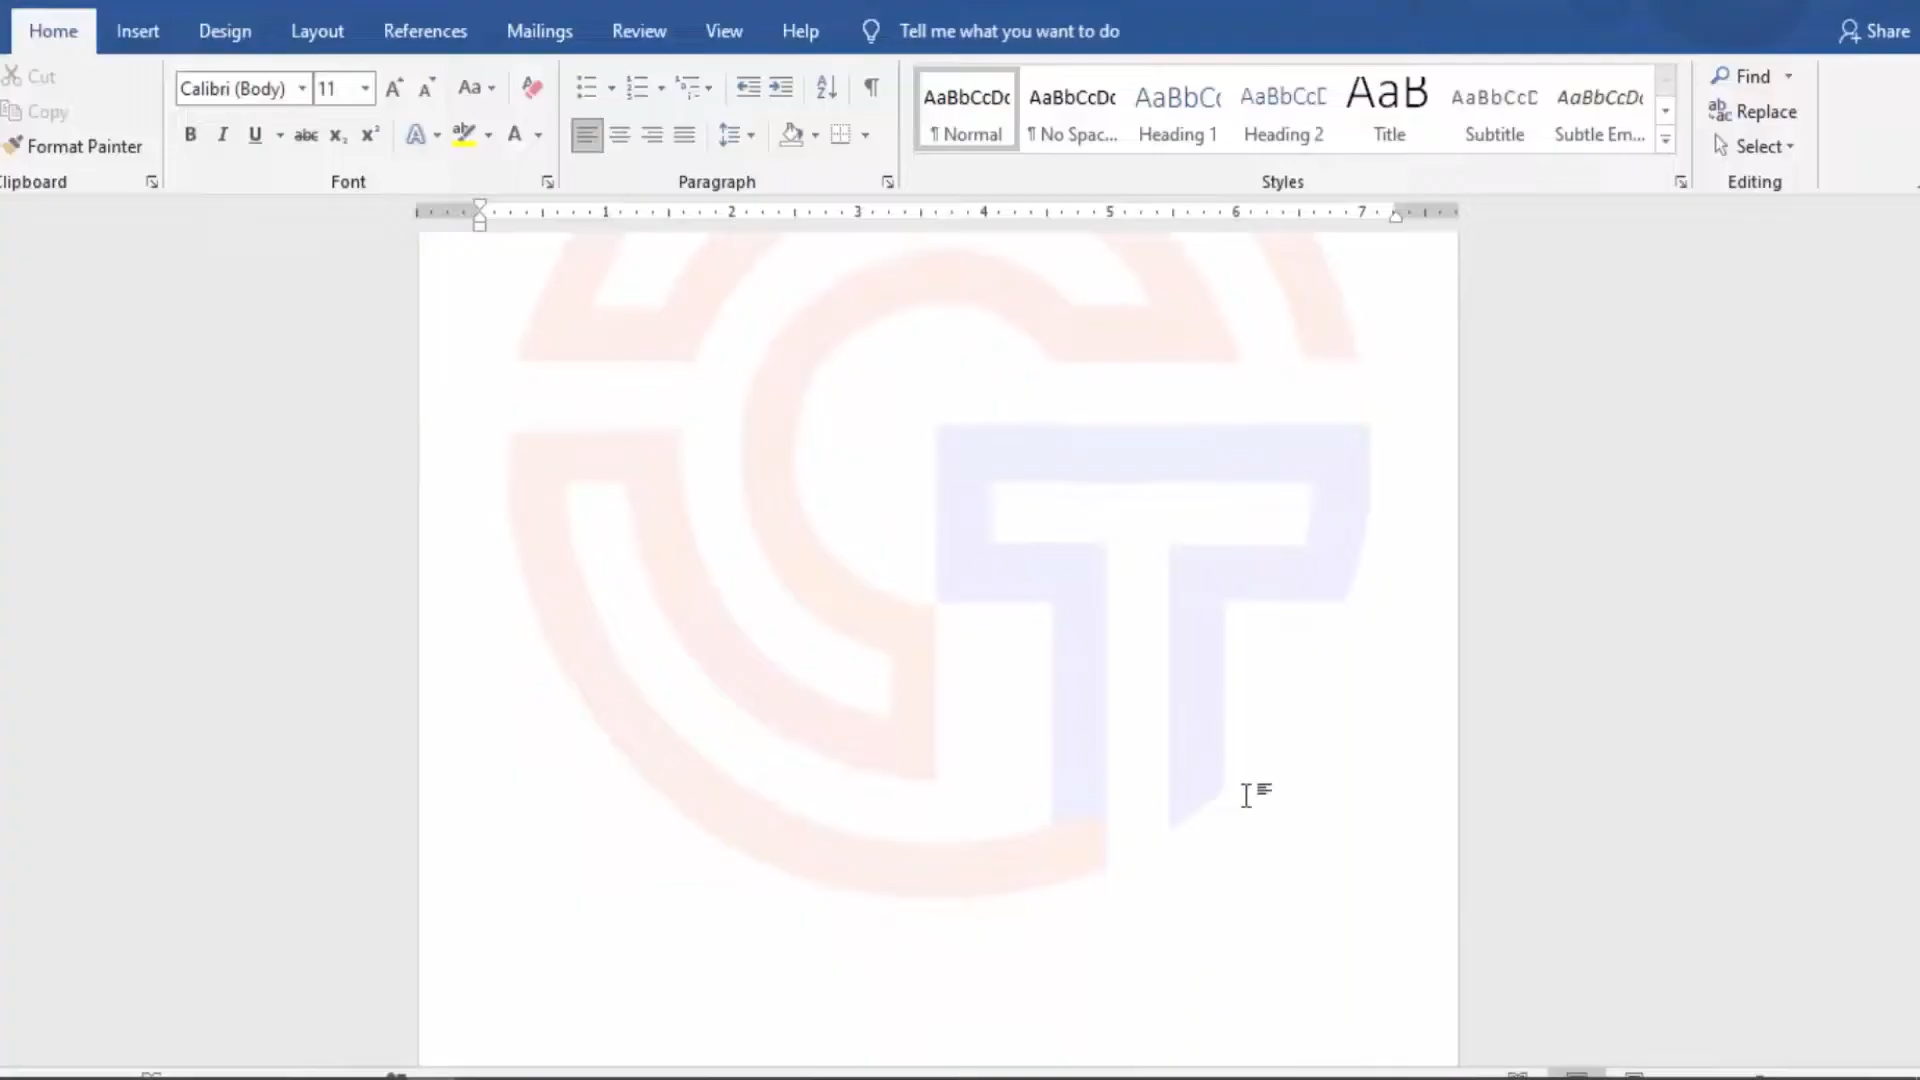 Home Insert Design Layout References Mailings Review View Help Tell me what you want to do Share
Cut
Copy
Format Painter
Clipboard
Calibri (Body) 11
Aa
B I U abc X₂ X² A ab A
Font
Paragraph
AaBbCcDc AaBbCcDc AaBbCc AaBbCcD AaB AaBbCcD AaBbCcDc
¶ Normal ¶ No Spac... Heading 1 Heading 2 Title Subtitle Subtle Em...
Styles
Find
Replace
Select
Editing
1 2 3 4 5 6 7